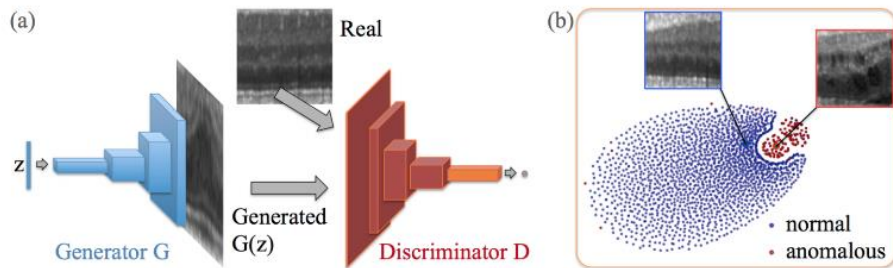 (a)
Real
z
Generated
G(z)
Generator G
Discriminator D
(b)
normal
anomalous